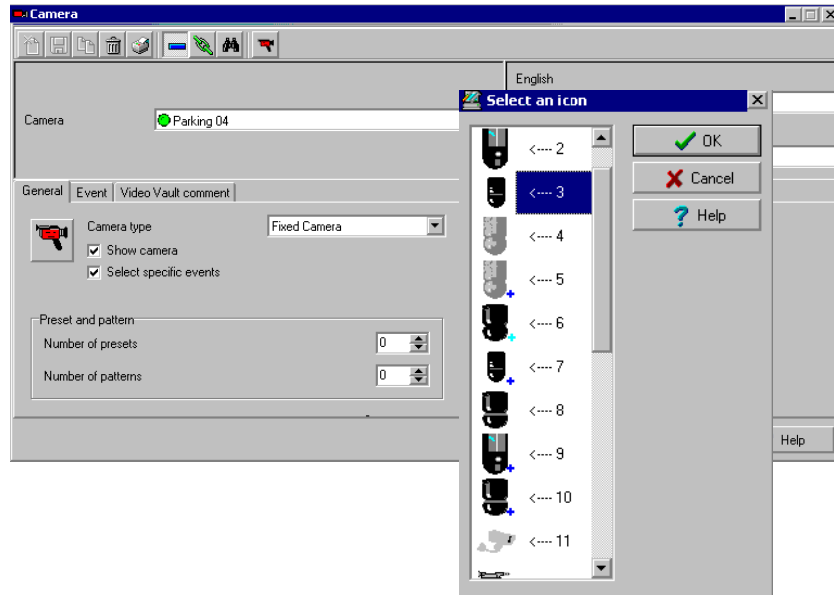 Camera
English
Camera
Parking 04
General
Event
Video Vault comment
Camera type
Fixed Camera
Show camera
Select specific events
Preset and pattern
Number of presets
0
Number of patterns
0
Help
Select an icon
<---- 2
<---- 3
<---- 4
<---- 5
<---- 6
<---- 7
<---- 8
<---- 9
<---- 10
<---- 11
OK
Cancel
? Help